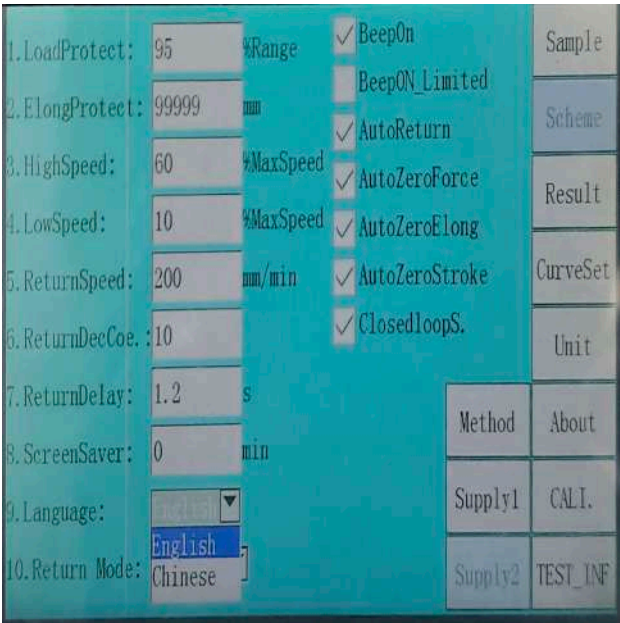 1.LoadProtect: 95 %Range
2.ElongProtect: 99999 mm
3.HighSpeed: 60 %MaxSpeed
4.LowSpeed: 10 %MaxSpeed
5.ReturnSpeed: 200 mm/min
6.ReturnDecCoe.: 10
7.ReturnDelay: 1.2 s
8.ScreenSaver: 0 min
9.Language: English
English
Chinese
10.Return Mode:
BeepOn
BeepON_Limited
AutoReturn
AutoZeroForce
AutoZeroElong
AutoZeroStroke
ClosedloopS.
Method
Supply1
Supply2
Sample
Scheme
Result
CurveSet
Unit
About
CALI.
TEST_INF